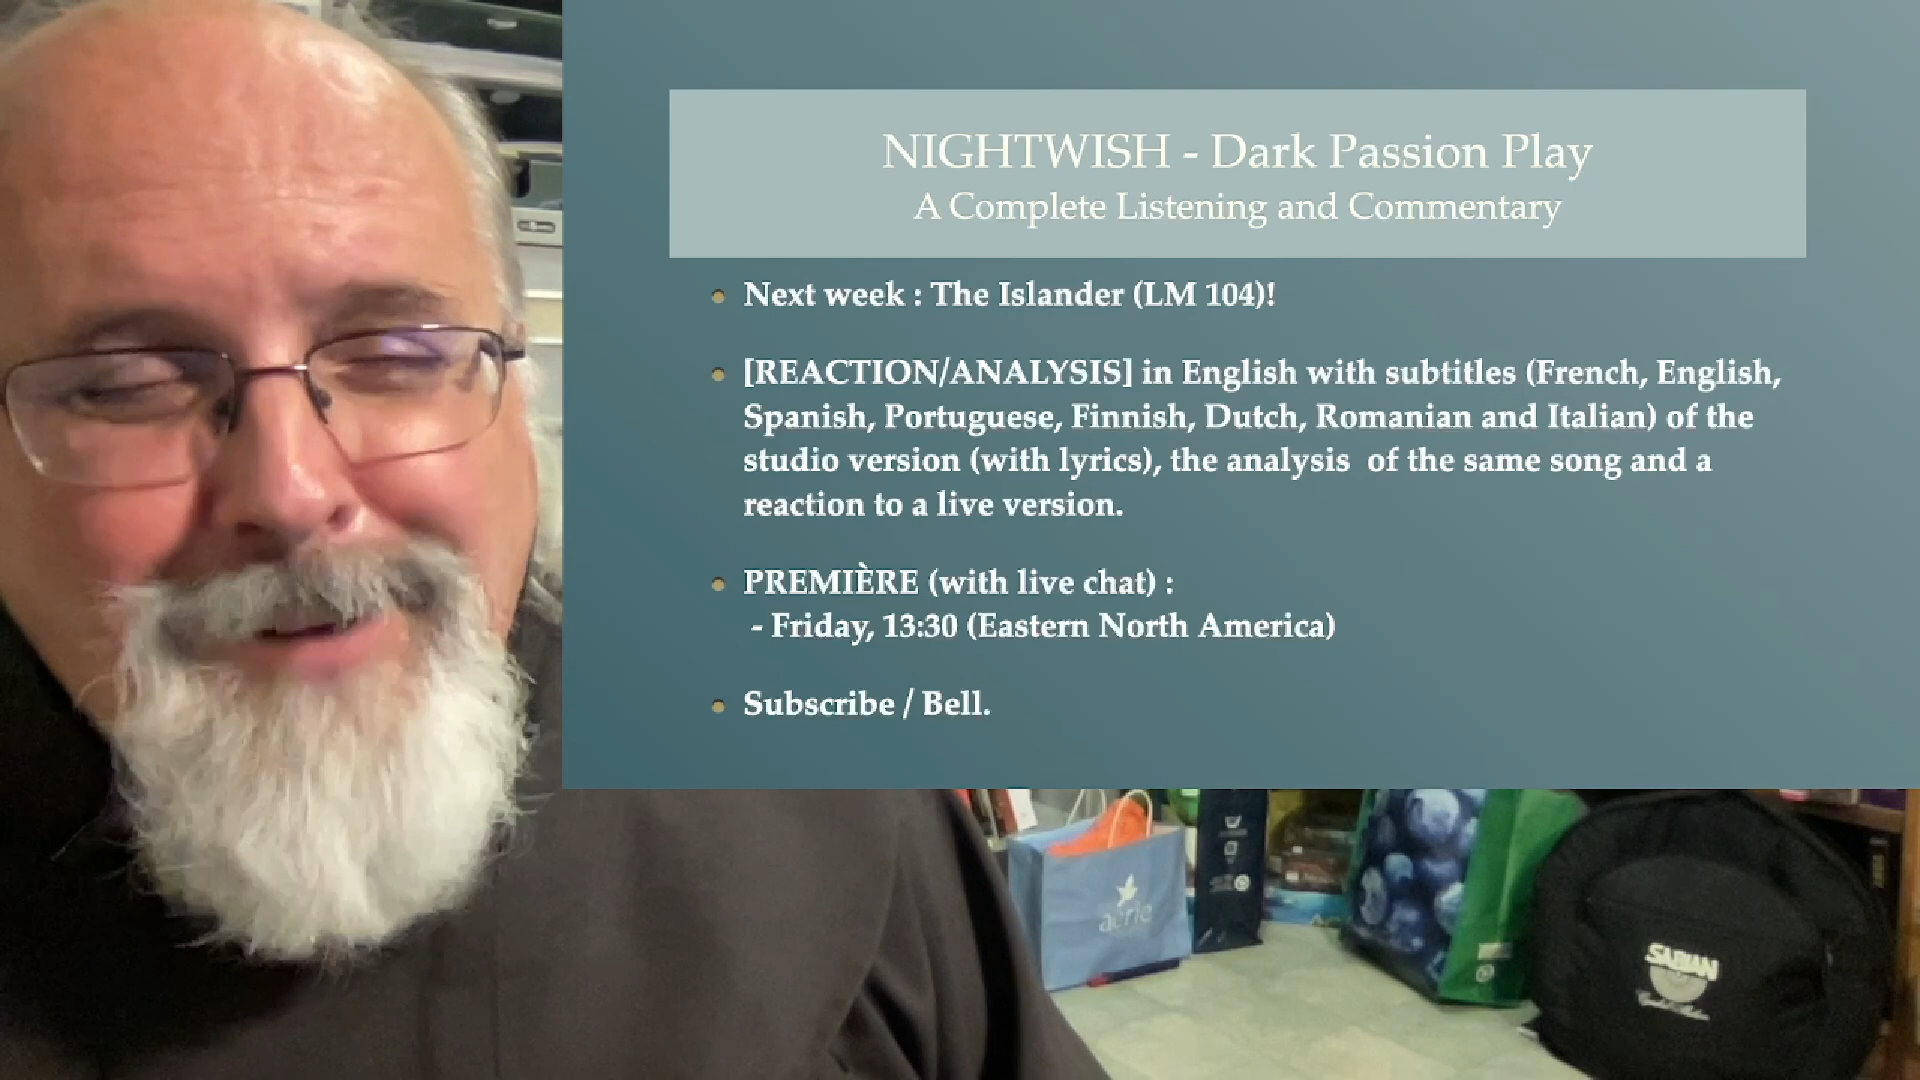 NIGHTWISH - Dark Passion Play
A Complete Listening and Commentary
Next week : The Islander (LM 104)!
[REACTION/ANALYSIS] in English with subtitles (French, English,
Spanish, Portuguese, Finnish, Dutch, Romanian and Italian) of the
studio version (with lyrics), the analysis of the same song and a
reaction to a live version.
PREMIÈRE (with live chat) :
- Friday, 13:30 (Eastern North America)
Subscribe / Bell.
aerie
SABIAN